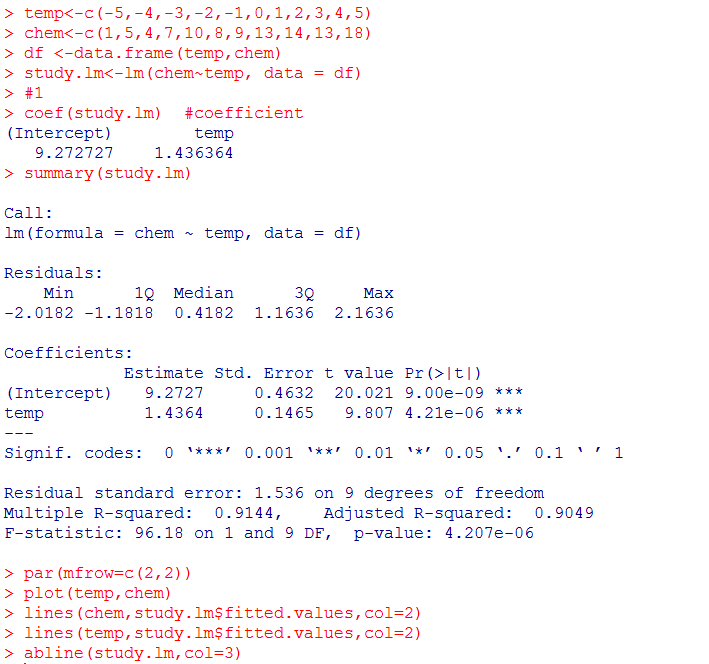 > temp<-c(-5,-4,-3,-2,-1,0,1,2,3,4,5)
> chem<-c(1,5,4,7,10,8,9,13,14,13,18)
> df <-data.frame(temp,chem)
> study.lm<-lm(chem~temp, data = df)
> #1
> coef(study.lm)  #coefficient
(Intercept)        temp
   9.272727    1.436364
> summary(study.lm)

Call:
lm(formula = chem ~ temp, data = df)

Residuals:
    Min      1Q  Median      3Q     Max
-2.0182 -1.1818  0.4182  1.1636  2.1636

Coefficients:
            Estimate Std. Error t value Pr(>|t|)
(Intercept)   9.2727     0.4632  20.021 9.00e-09 ***
temp          1.4364     0.1465   9.807 4.21e-06 ***
---
Signif. codes:  0 ‘***’ 0.001 ‘**’ 0.01 ‘*’ 0.05 ‘.’ 0.1 ‘ ’ 1

Residual standard error: 1.536 on 9 degrees of freedom
Multiple R-squared:  0.9144,    Adjusted R-squared:  0.9049
F-statistic: 96.18 on 1 and 9 DF,  p-value: 4.207e-06

> par(mfrow=c(2,2))
> plot(temp,chem)
> lines(chem,study.lm$fitted.values,col=2)
> lines(temp,study.lm$fitted.values,col=2)
> abline(study.lm,col=3)